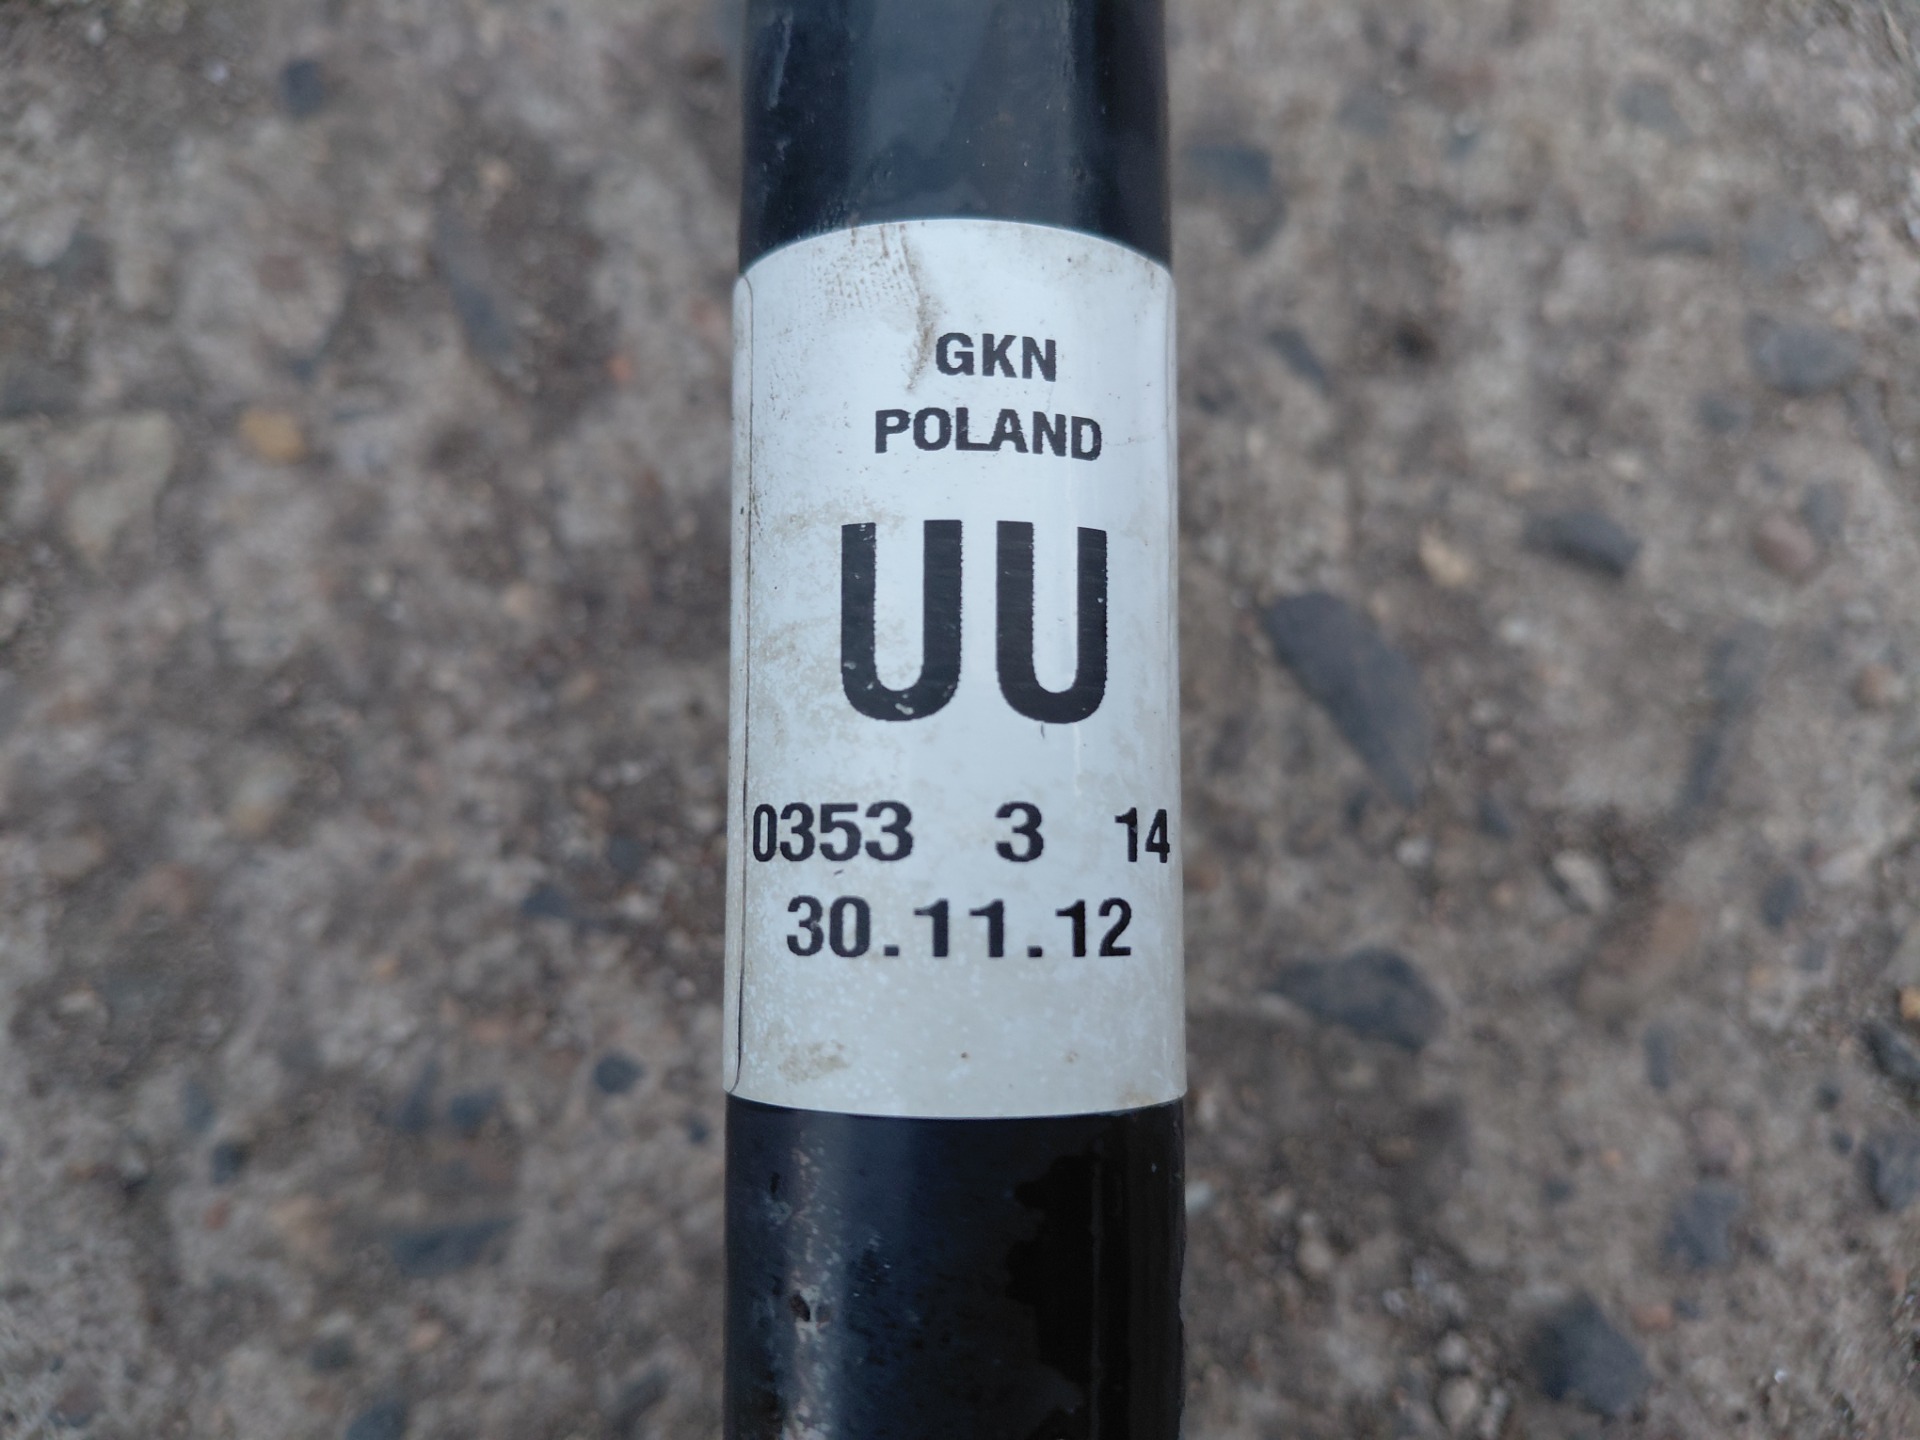 GKN
POLAND
UU
0353 3 14
30.11.12